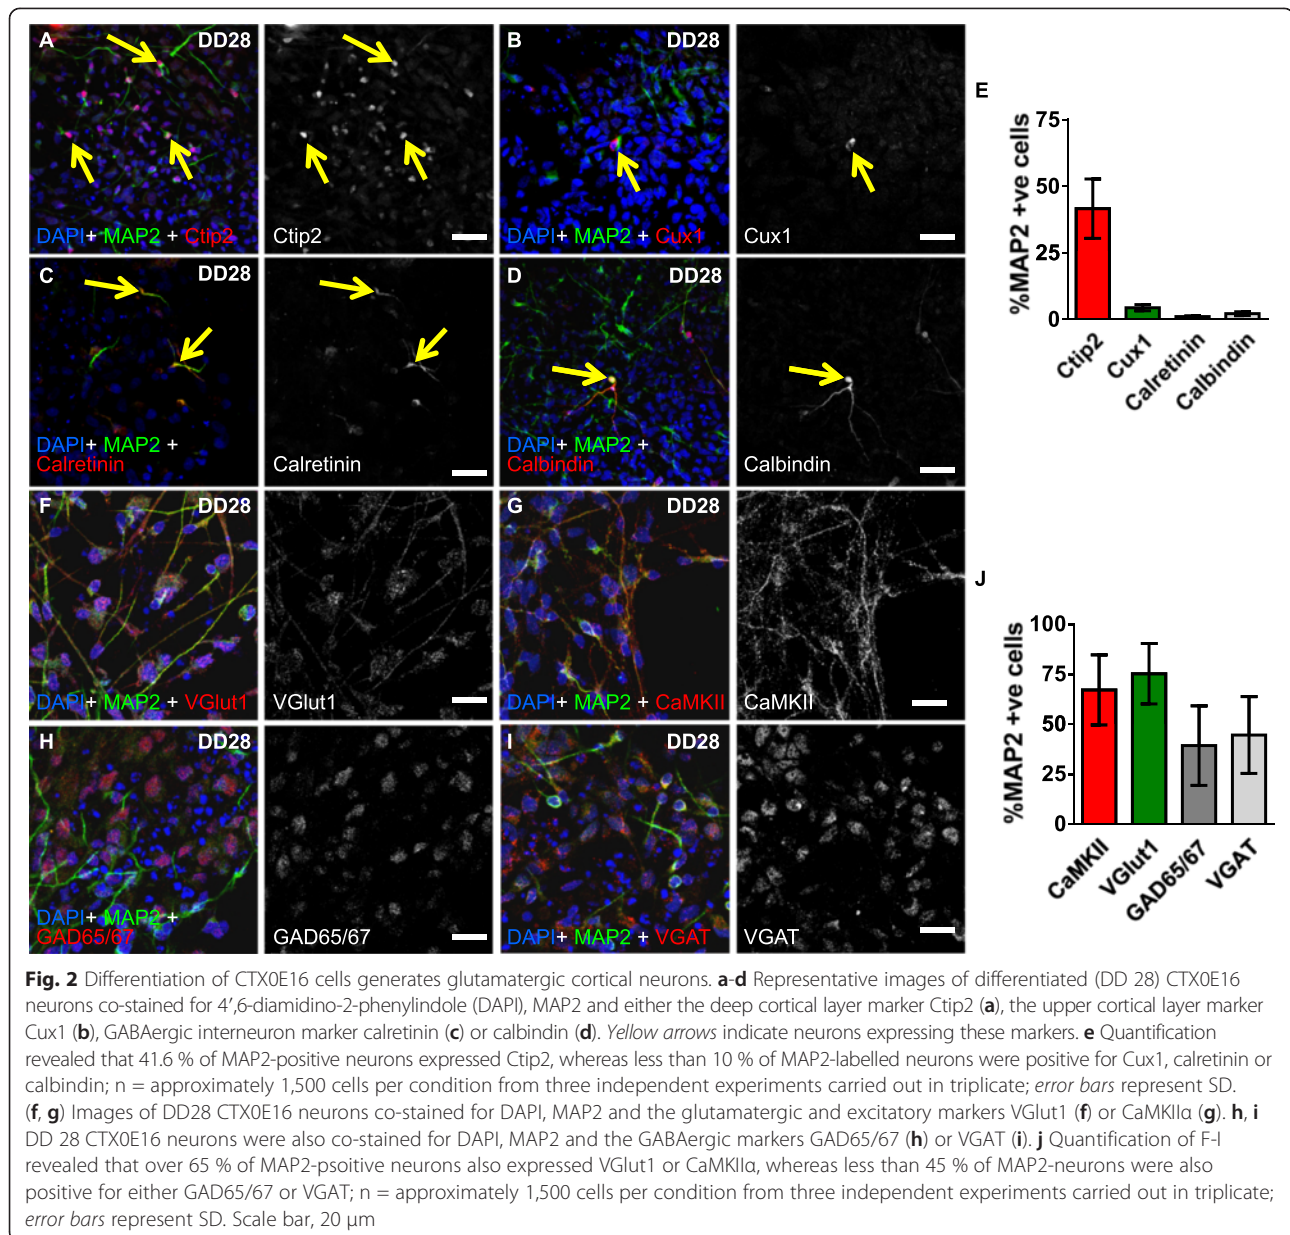 A DD28
DAPI+ MAP2 + Ctip2
Ctip2
B DD28
DAPI+ MAP2 + Cux1
Cux1
C DD28
DAPI+ MAP2 +
Calretinin
Calretinin
D DD28
DAPI+ MAP2 +
Calbindin
Calbindin
E
%MAP2 +ve cells
75
50
25
0
Ctip2
Cux1
Calretinin
Calbindin
F DD28
DAPI+ MAP2 + VGlut1
VGlut1
G DD28
DAPI+ MAP2 + CaMKII
CaMKII
H DD28
DAPI+ MAP2 +
GAD65/67
GAD65/67
I DD28
DAPI+ MAP2 + VGAT
VGAT
J
%MAP2 +ve cells
100
75
50
25
0
CaMKII
VGlut1
GAD65/67
VGAT
Fig. 2 Differentiation of CTX0E16 cells generates glutamatergic cortical neurons. a-d Representative images of differentiated (DD 28) CTX0E16
neurons co-stained for 4′,6-diamidino-2-phenylindole (DAPI), MAP2 and either the deep cortical layer marker Ctip2 (a), the upper cortical layer marker
Cux1 (b), GABAergic interneuron marker calretinin (c) or calbindin (d). Yellow arrows indicate neurons expressing these markers. e Quantification
revealed that 41.6 % of MAP2-positive neurons expressed Ctip2, whereas less than 10 % of MAP2-labelled neurons were positive for Cux1, calretinin or
calbindin; n = approximately 1,500 cells per condition from three independent experiments carried out in triplicate; error bars represent SD.
(f, g) Images of DD28 CTX0E16 neurons co-stained for DAPI, MAP2 and the glutamatergic and excitatory markers VGlut1 (f) or CaMKIIα (g). h, i
DD 28 CTX0E16 neurons were also co-stained for DAPI, MAP2 and the GABAergic markers GAD65/67 (h) or VGAT (i). j Quantification of F-I
revealed that over 65 % of MAP2-psoitive neurons also expressed VGlut1 or CaMKIIα, whereas less than 45 % of MAP2-neurons were also
positive for either GAD65/67 or VGAT; n = approximately 1,500 cells per condition from three independent experiments carried out in triplicate;
error bars represent SD. Scale bar, 20 μm